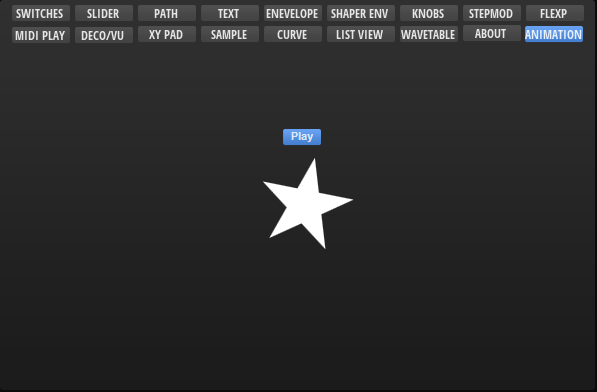 SWITCHES SLIDER PATH TEXT ENEVELOPE SHAPER ENV KNOBS STEPMOD FLEXP
MIDI PLAY DECO/VU XY PAD SAMPLE CURVE LIST VIEW WAVETABLE ABOUT ANIMATION
Play